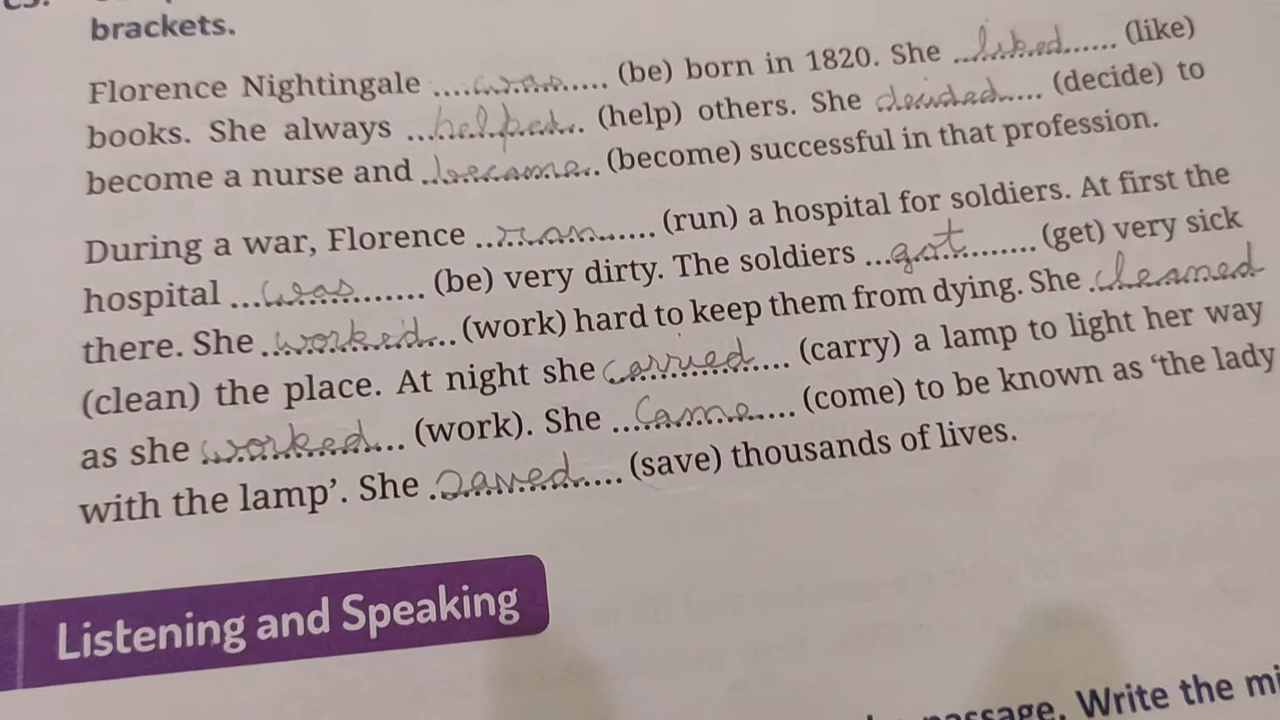 brackets.
Florence Nightingale ....was...... (be) born in 1820. She ...liked...... (like)
books. She always ...helped.. (help) others. She decided.... (decide) to
become a nurse and ..became.. (become) successful in that profession.
During a war, Florence ...ran...... (run) a hospital for soldiers. At first the
hospital ...was......... (be) very dirty. The soldiers ...got........ (get) very sick
there. She ..worked... (work) hard to keep them from dying. She .cleaned
(clean) the place. At night she carried.... (carry) a lamp to light her way
as she worked... (work). She ....Came..... (come) to be known as ‘the lady
with the lamp’. She .saved..... (save) thousands of lives.
Listening and Speaking
passage. Write the mi